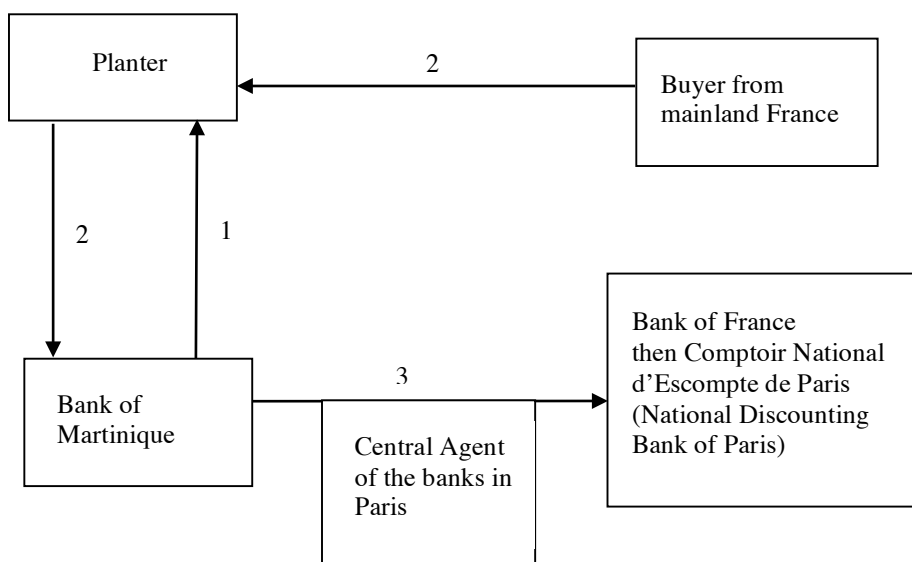 Planter
2
Buyer from
mainland France
2
1
Bank of France
then Comptoir National
d’Escompte de Paris
(National Discounting
Bank of Paris)
3
Bank of
Martinique
Central Agent
of the banks in
Paris